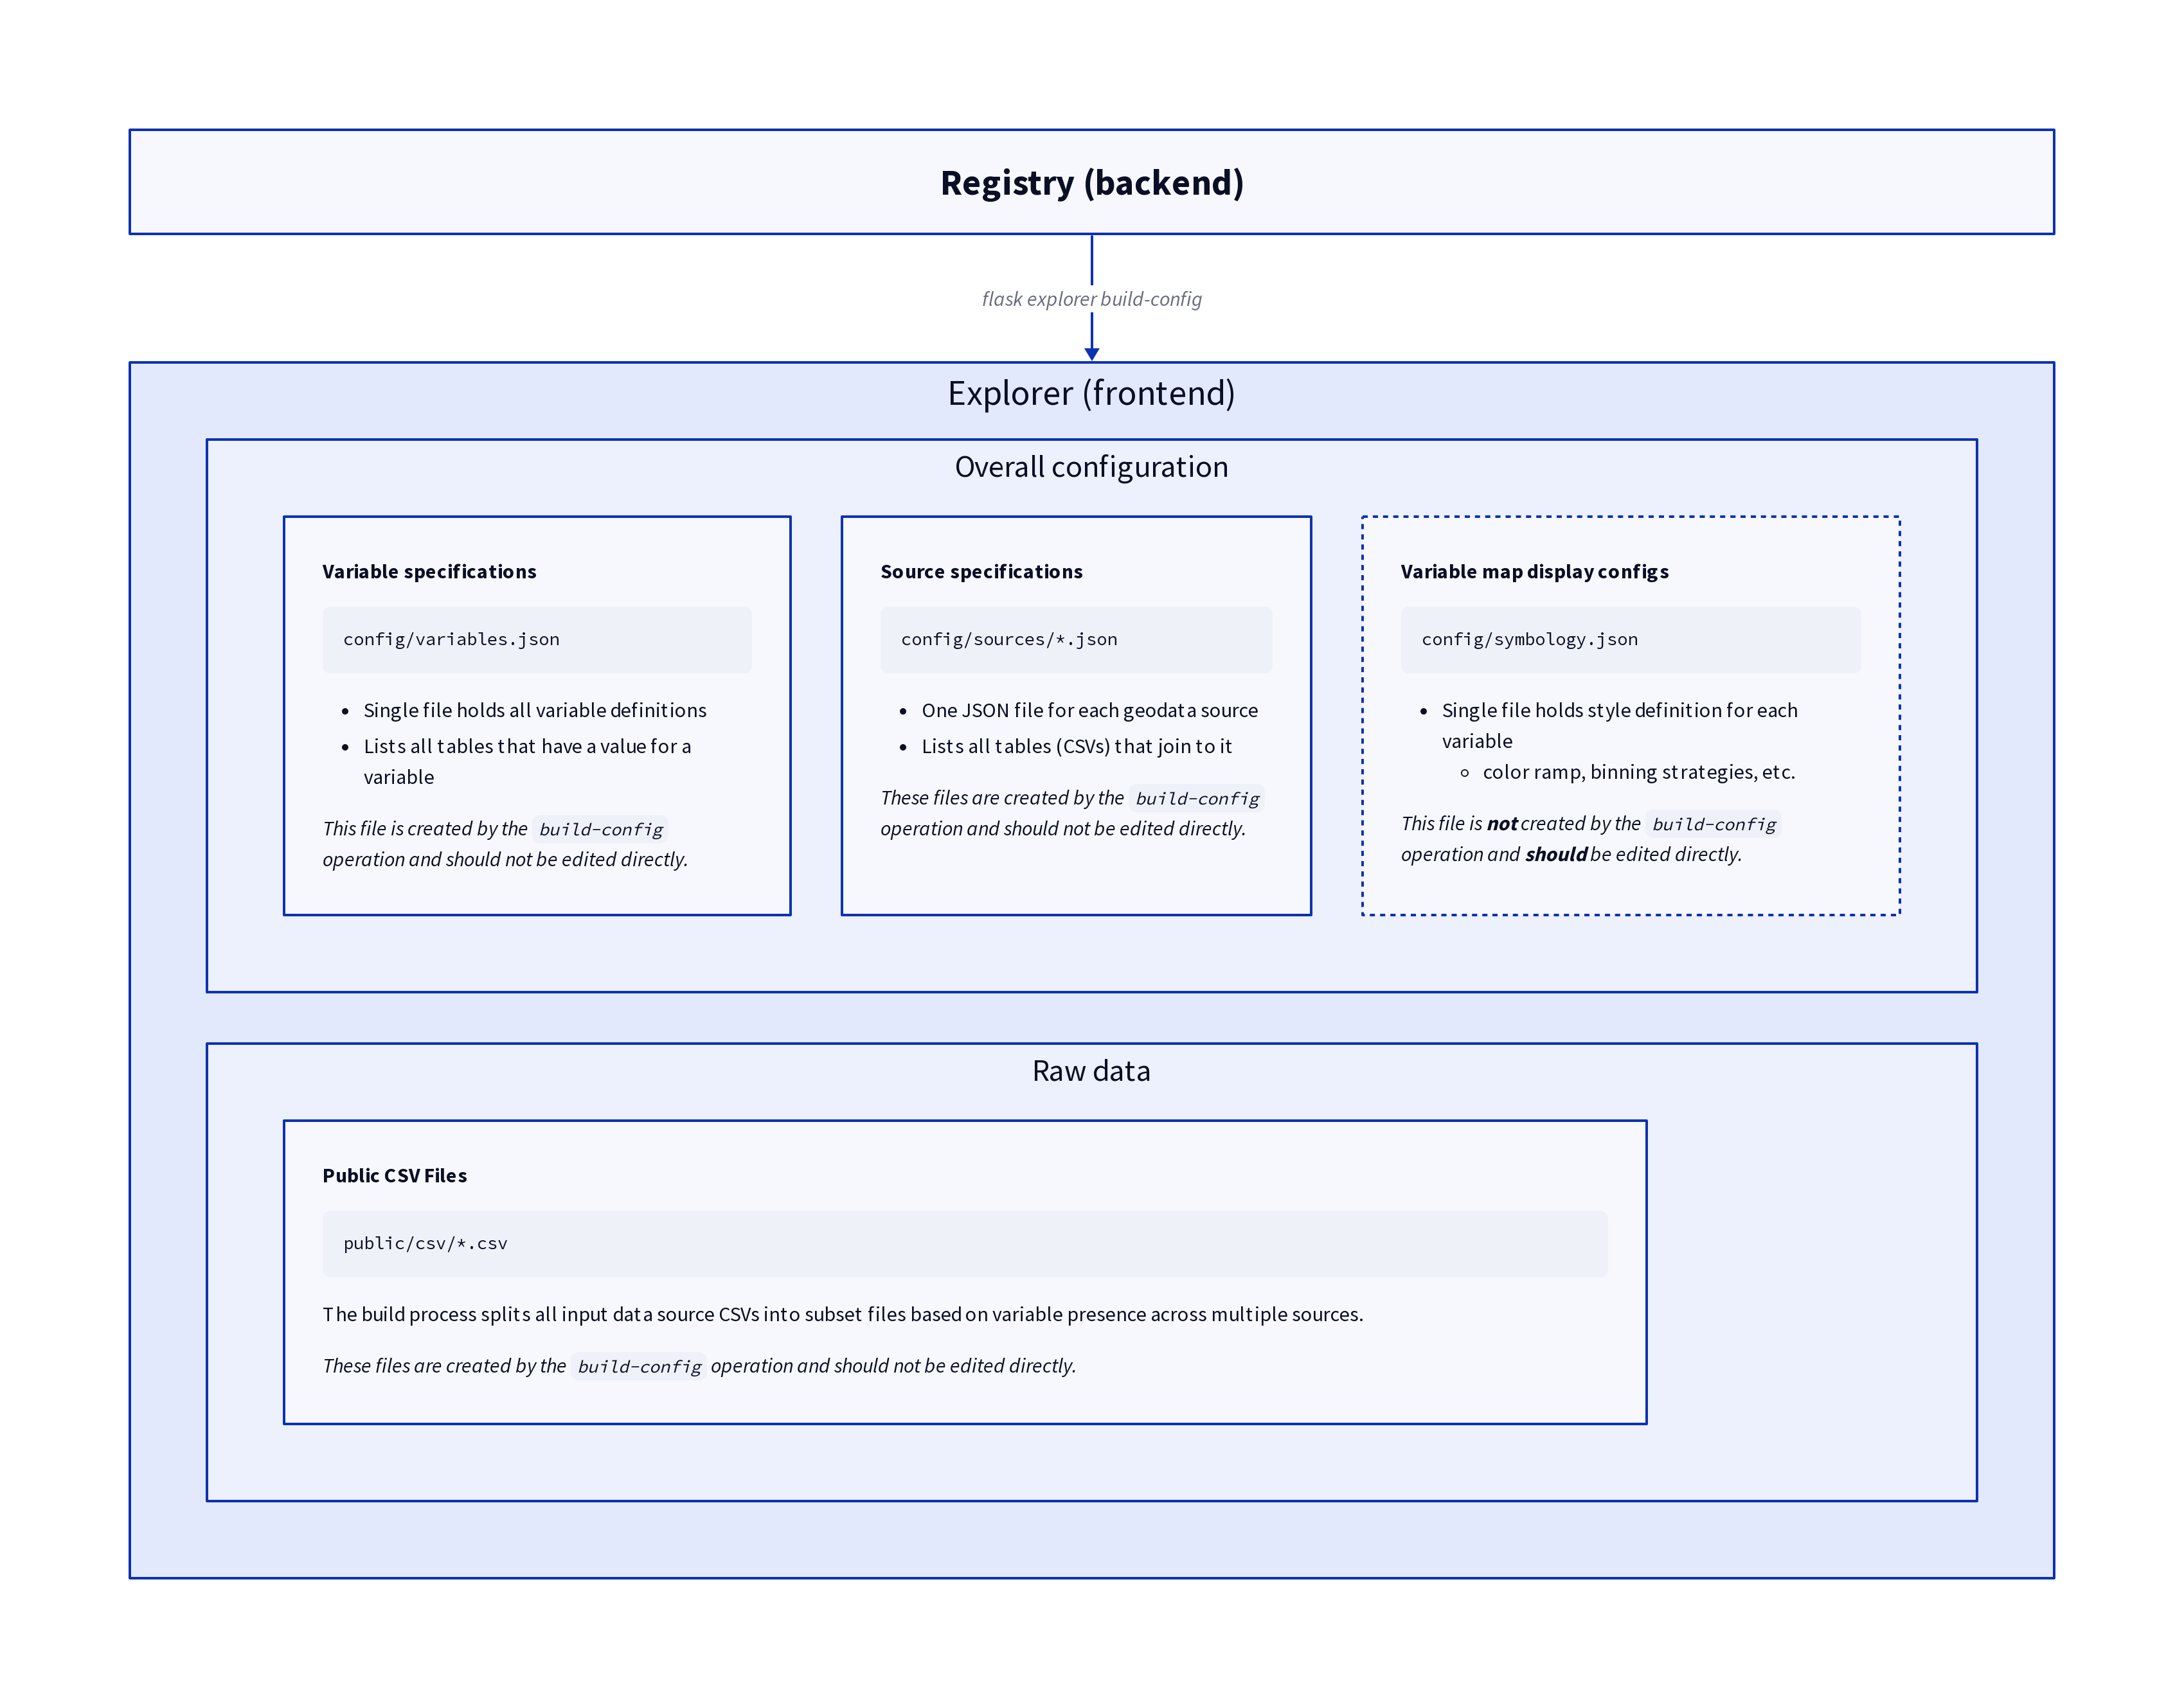 Registry (backend)
flask explorer build-config
Explorer (frontend)
Overall configuration
Variable specifications
config/variables.json
• Single file holds all variable definitions
• Lists all tables that have a value for a
variable
This file is created by the build-config
operation and should not be edited directly.
Source specifications
config/sources/*.json
• One JSON file for each geodata source
• Lists all tables (CSVs) that join to it
These files are created by the build-config
operation and should not be edited directly.
Variable map display configs
config/symbology.json
• Single file holds style definition for each
variable
◦ color ramp, binning strategies, etc.
This file is not created by the build-config
operation and should be edited directly.
Raw data
Public CSV Files
public/csv/*.csv
The build process splits all input data source CSVs into subset files based on variable presence across multiple sources.
These files are created by the build-config operation and should not be edited directly.